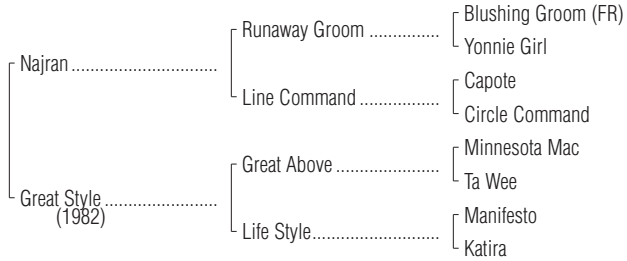 Blushing Groom (FR)
Runaway Groom ................
Yonnie Girl
Najran .................................
Capote
Line Command ..................
Circle Command
Minnesota Mac
Great Above .......................
Ta Wee
Great Style .........................
(1982)
Manifesto
Life Style.............................
Katira